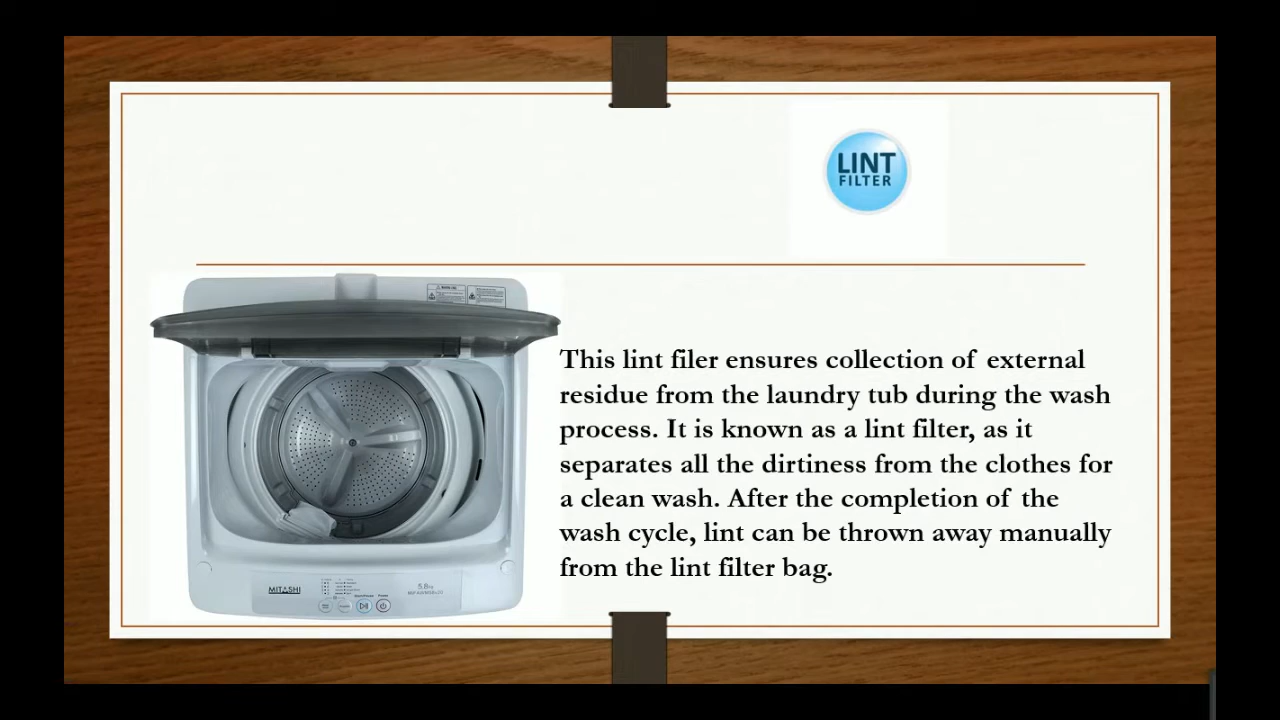 LINT
FILTER
This lint filer ensures collection of external
residue from the laundry tub during the wash
process. It is known as a lint filter, as it
separates all the dirtiness from the clothes for
a clean wash. After the completion of the
wash cycle, lint can be thrown away manually
from the lint filter bag.
MITASHI
5.8